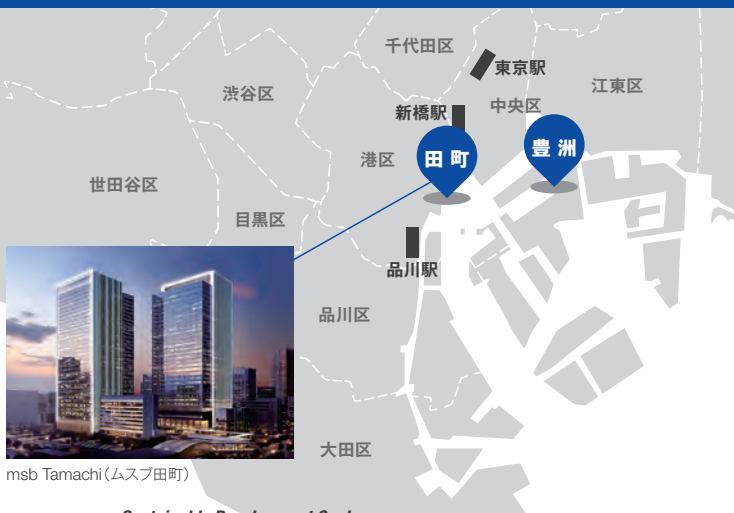 千代田区
東京駅
渋谷区
江東区
新橋駅
中央区
港区
田町
豊洲
世田谷区
目黒区
品川駅
品川区
大田区
msb Tamachi（ムスブ田町）